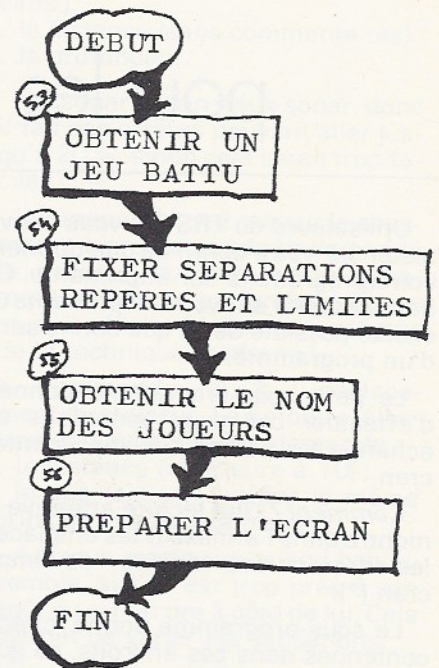 DEBUT
53
OBTENIR UN
JEU BATTU
54
FIXER SEPARATIONS
REPERES ET LIMITES
55
OBTENIR LE NOM
DES JOUEURS
56
PREPARER L'ECRAN
FIN